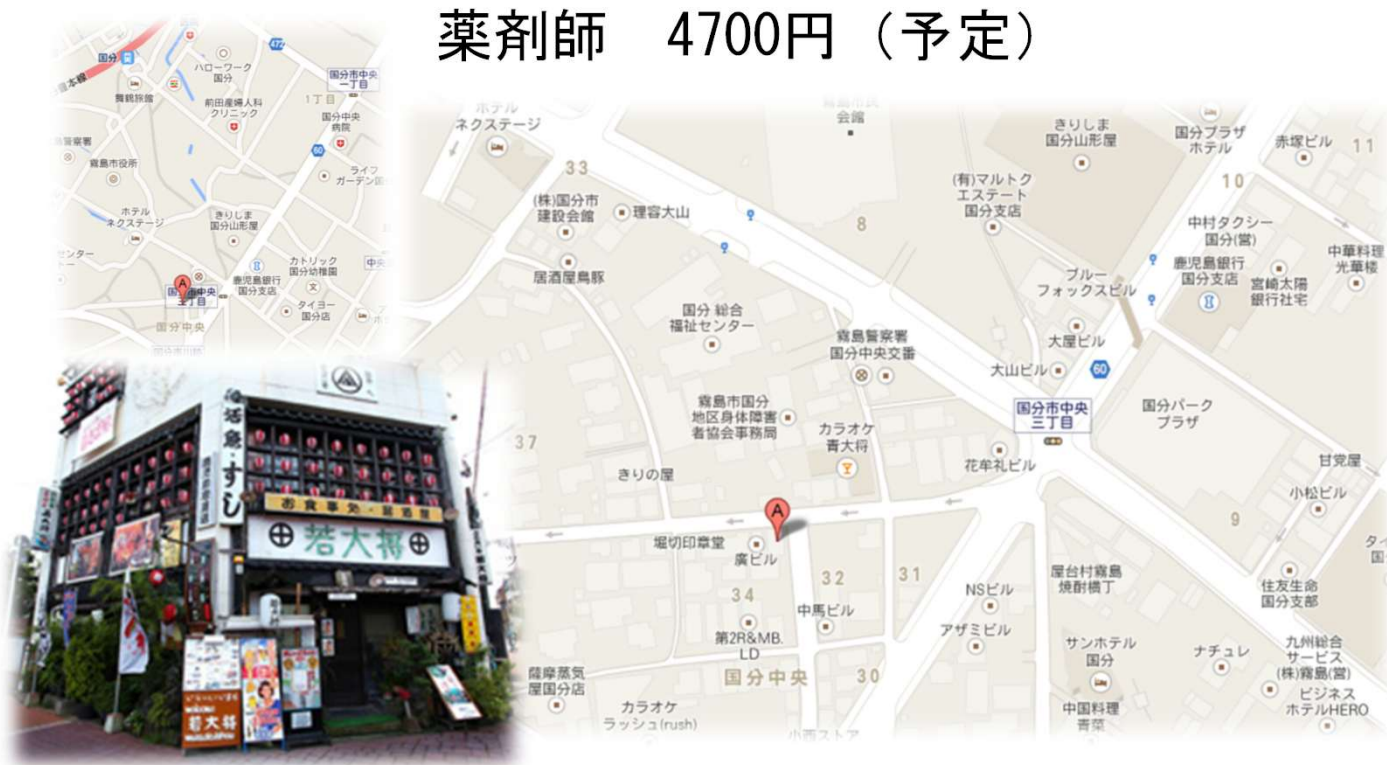 薬剤師　4700円（予定）
国分
472
ハローワーク
国分
国分市中央
一丁目
舞鶴旅館
前田産婦人科
クリニック
1丁目
国分中央
病院
60
霧島市役所
ライフ
ホテル
ネクステージ
きりしま
国分山形屋
カトリック
国分幼稚園
鹿児島銀行
国分支店
タイヨー
国分店
A
国分中央
ホテル
ネクステージ
33
会館
きりしま
国分山形屋
国分プラザ
ホテル
赤塚ビル
11
10
(株)国分市
建設会館
理容大山
(有)マルトク
エステート
国分支店
8
中村タクシー
国分(営)
中華料理
光華楼
居酒屋鳥豚
ブルー
フォックスビル
鹿児島銀行
国分支店
宮崎太陽
銀行社宅
国分 総合
福祉センター
霧島警察署
国分中央交番
大屋ビル
大山ビル
60
霧島市国分
地区身体障害
者協会事務局
国分市中央
三丁目
国分パーク
プラザ
37
カラオケ
青大将
花牟礼ビル
甘党屋
きりの屋
小松ビル
A
9
堀切印章堂
廣ビル
32
31
34
NSビル
屋台村霧島
焼酎横丁
住友生命
国分支部
中馬ビル
第2R&MB.
LD
アザミビル
サンホテル
国分
ナチュレ
九州総合
サービス
(株)霧島(営)
薩摩蒸気
屋国分店
国分中央
30
カラオケ
ラッシュ(rush)
中国料理
青菜
ビジネス
ホテルHERO
小西ストア
活魚・すし
お食事処・居酒屋
若大将
若大将